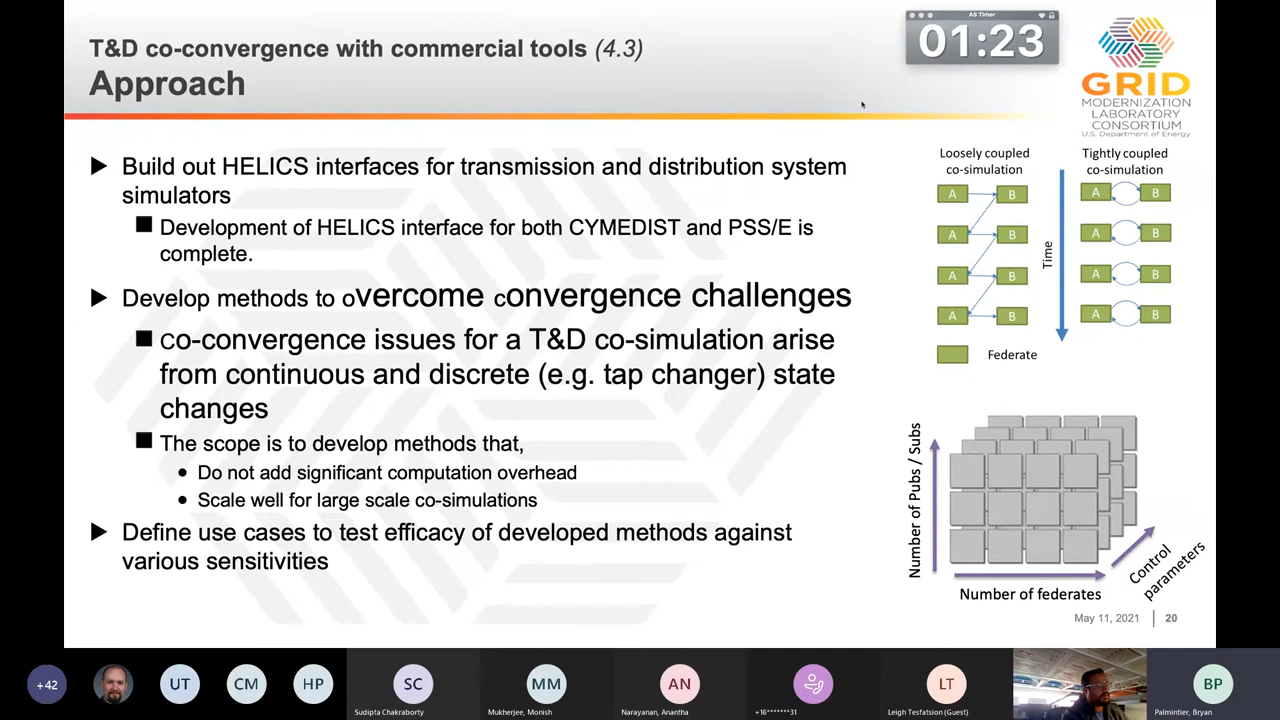 T&D co-convergence with commercial tools (4.3)
Approach
AS Timer
01:23
GRID
MODERNIZATION
LABORATORY
CONSORTIUM
U.S. Department of Energy
▶ Build out HELICS interfaces for transmission and distribution system
simulators
■ Development of HELICS interface for both CYMEDIST and PSS/E is
complete.
▶ Develop methods to overcome convergence challenges
■ Co-convergence issues for a T&D co-simulation arise
from continuous and discrete (e.g. tap changer) state
changes
■ The scope is to develop methods that,
• Do not add significant computation overhead
• Scale well for large scale co-simulations
▶ Define use cases to test efficacy of developed methods against
various sensitivities
Loosely coupled
co-simulation
Tightly coupled
co-simulation
A B A B
A B A B
A B A B
A B A B
Time
Federate
Number of Pubs / Subs
Number of federates
Control
parameters
May 11, 2021 20
+42
UT
CM
HP
SC
Sudipta Chakraborty
MM
Mukherjee, Monish
AN
Narayanan, Anantha
+16*******31
LT
Leigh Tesfatsion (Guest)
BP
Palmintier, Bryan